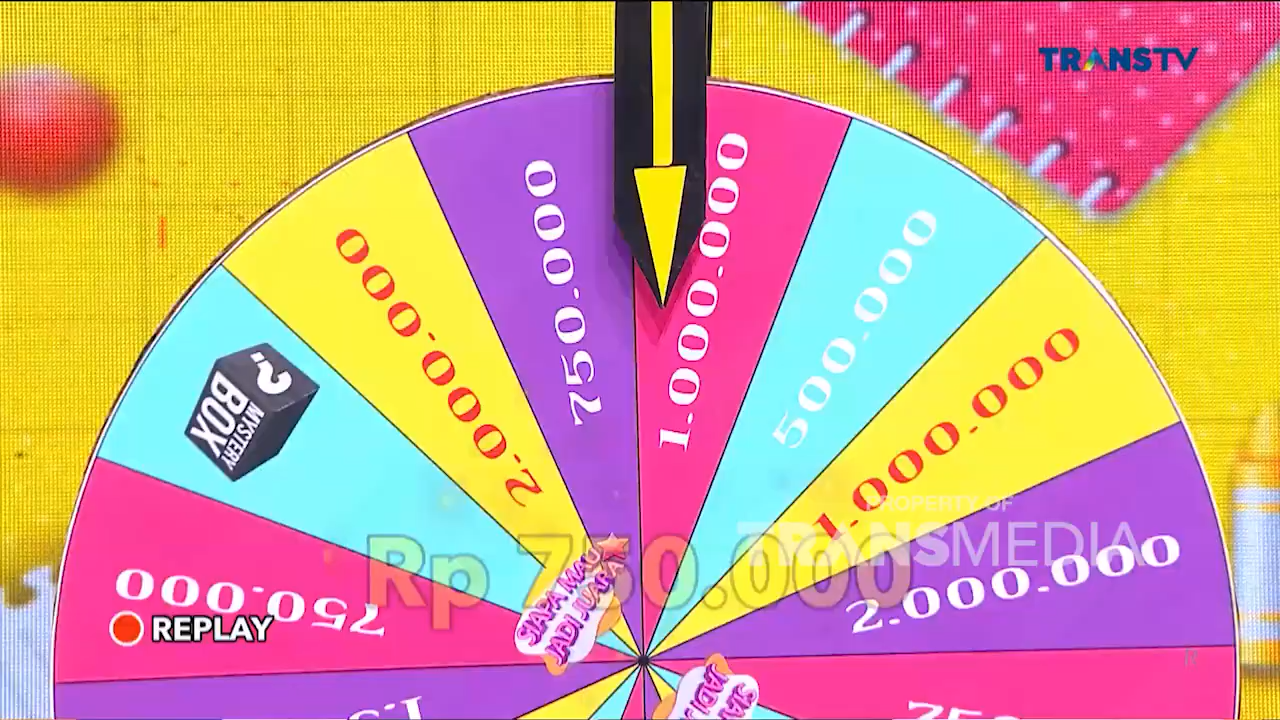 TRANSTV
750.000
1.000.000
2.000.000
500.000
1.000.000
?
MYSTERY
BOX
2.000.000
PROPERTY OF
TRANSMEDIA
Rp 750.000
SIAPA MAU
JADI JUARA
750.000
REPLAY